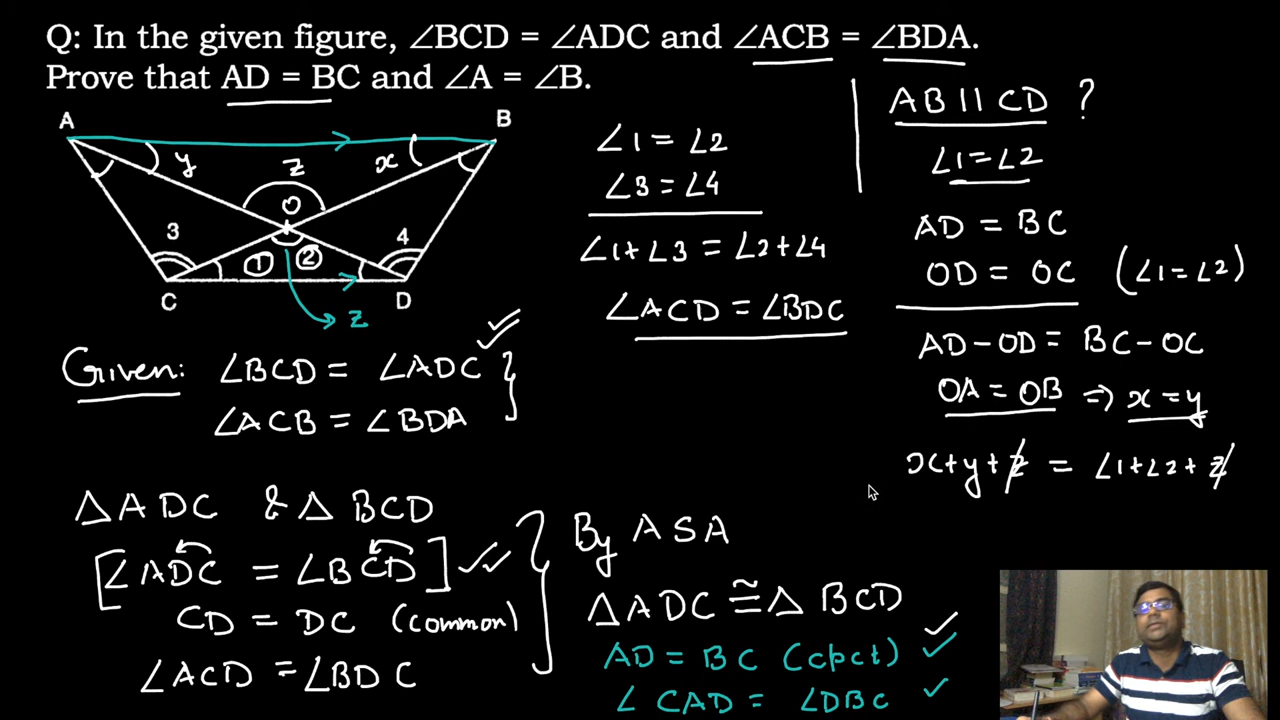 Q: In the given figure, ∠BCD = ∠ADC and ∠ACB = ∠BDA.
Prove that AD = BC and ∠A = ∠B.
A
B
y
z
x
O
3
4
1
2
C
D
z
Given: ∠BCD = ∠ADC
∠ACB = ∠BDA
∠1 = ∠2
∠3 = ∠4
∠1+∠3 = ∠2+∠4
∠ACD = ∠BDC
AB || CD ?
∠1 = ∠2
AD = BC
OD = OC (∠1 = ∠2)
AD - OD = BC - OC
OA = OB ⇒ x = y
x + y + z = ∠1 + ∠2 + z
△ADC & △BCD
[∠ADC = ∠BCD]
CD = DC (common)
∠ACD = ∠BDC
By ASA
△ADC ≅ △BCD
AD = BC (cpct)
∠CAD = ∠DBC